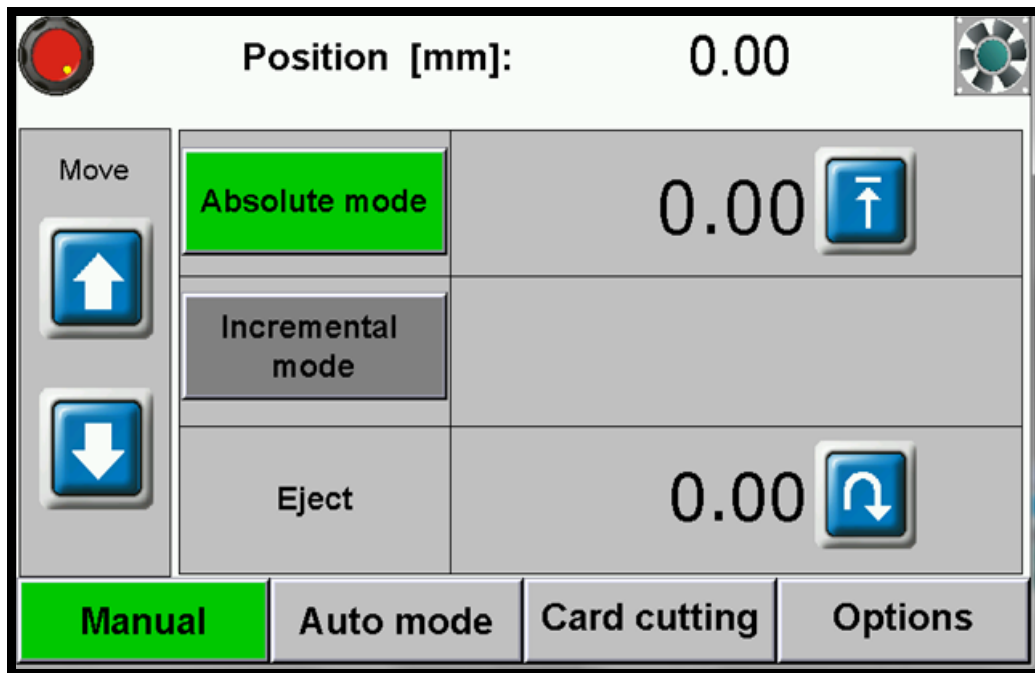 Position [mm]: 0.00
Move
Absolute mode 0.00
Incremental
mode
Eject 0.00
Manual Auto mode Card cutting Options